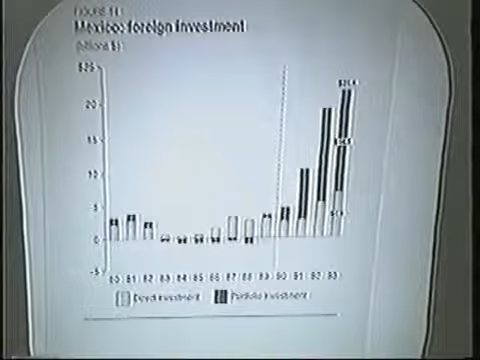 Mexico: foreign investment
(billions $)
$25
20
15
10
5
0
-5
80 81 82 83 84 85 86 87 88 89 90 91 92 93
Direct Investment Portfolio Investment